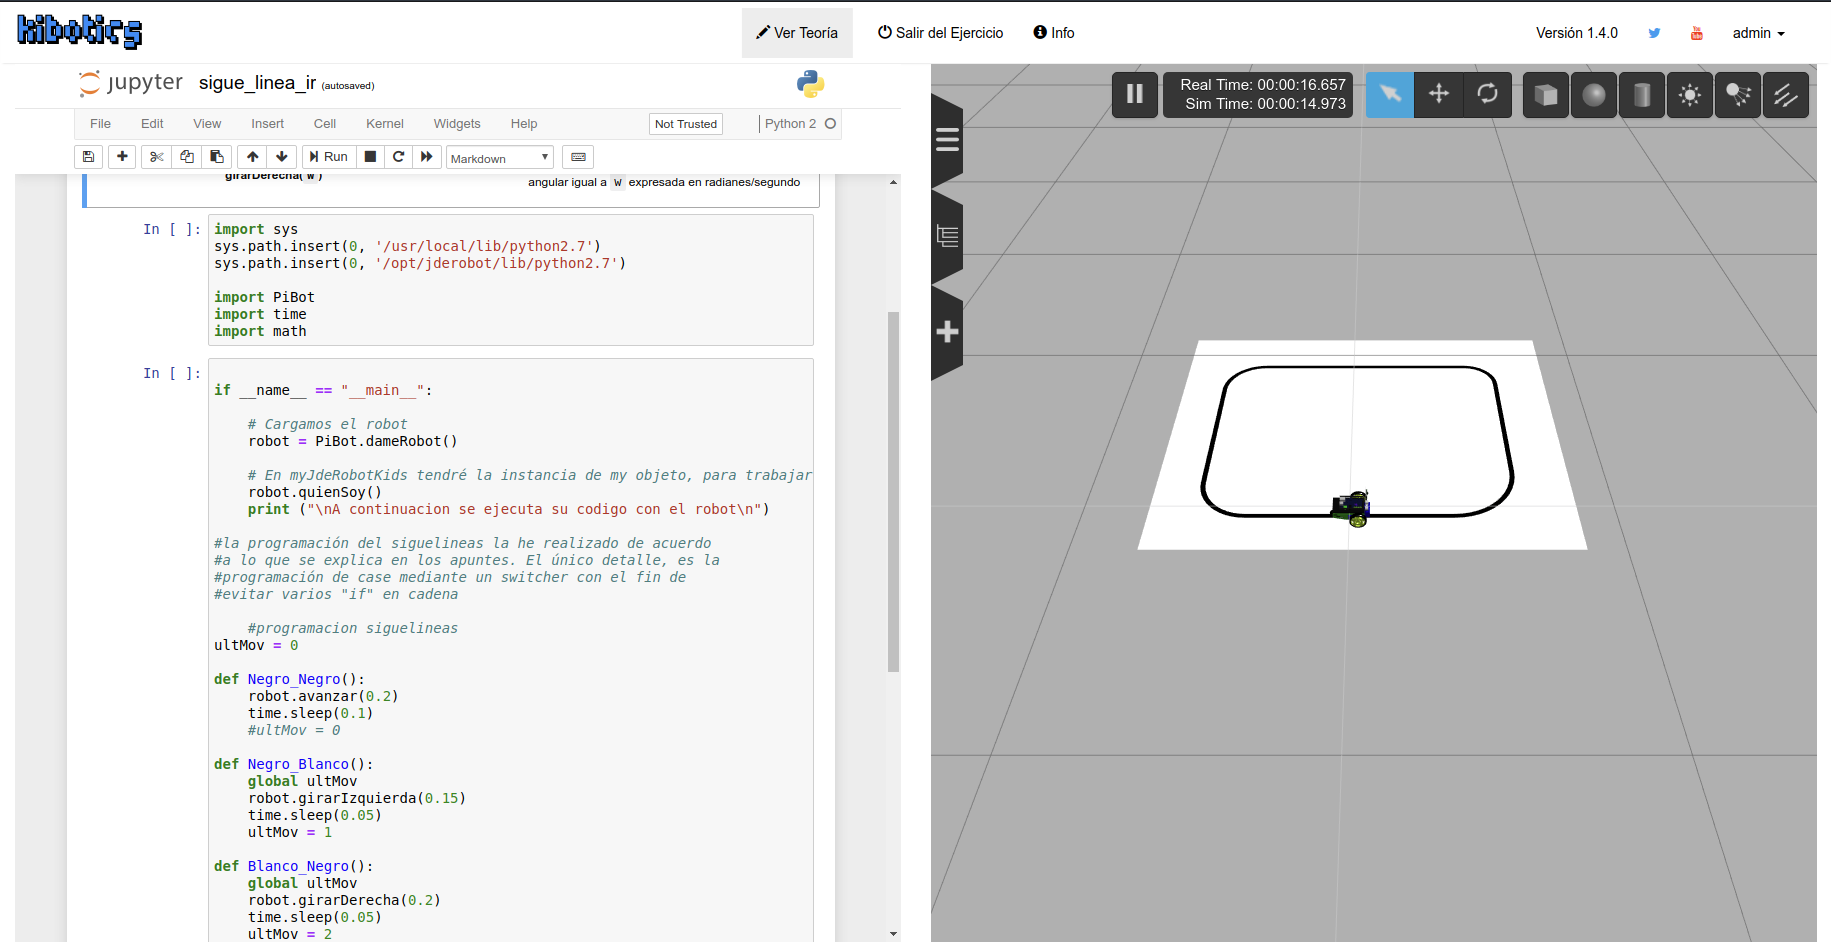 kibotics
Ver Teoría
Salir del Ejercicio
Info
Versión 1.4.0
admin
jupyter sigue_linea_ir (autosaved)
File Edit View Insert Cell Kernel Widgets Help
Not Trusted
Python 2
Run
Markdown
girarDerecha(W)
angular igual a W expresada en radianes/segundo
In [ ]:
import sys
sys.path.insert(0, '/usr/local/lib/python2.7')
sys.path.insert(0, '/opt/jderobot/lib/python2.7')
import PiBot
import time
import math
In [ ]:
if __name__ == "__main__":
# Cargamos el robot
robot = PiBot.dameRobot()
# En myJdeRobotKids tendré la instancia de my objeto, para trabajar
robot.quienSoy()
print ("\nA continuacion se ejecuta su codigo con el robot\n")
#la programación del siguelineas la he realizado de acuerdo
#a lo que se explica en los apuntes. El único detalle, es la
#programación de case mediante un switcher con el fin de
#evitar varios "if" en cadena
#programacion siguelineas
ultMov = 0
def Negro_Negro():
robot.avanzar(0.2)
time.sleep(0.1)
#ultMov = 0
def Negro_Blanco():
global ultMov
robot.girarIzquierda(0.15)
time.sleep(0.05)
ultMov = 1
def Blanco_Negro():
global ultMov
robot.girarDerecha(0.2)
time.sleep(0.05)
ultMov = 2
Real Time: 00:00:16.657
Sim Time: 00:00:14.973